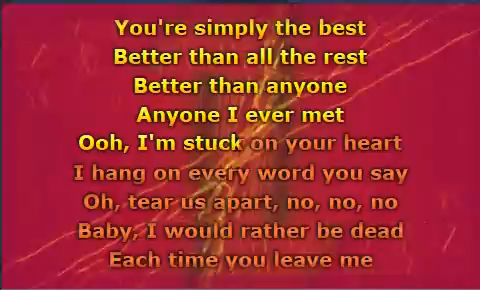 You're simply the best
Better than all the rest
Better than anyone
Anyone I ever met
Ooh, I'm stuck on your heart
I hang on every word you say
Oh, tear us apart, no, no, no
Baby, I would rather be dead
Each time you leave me